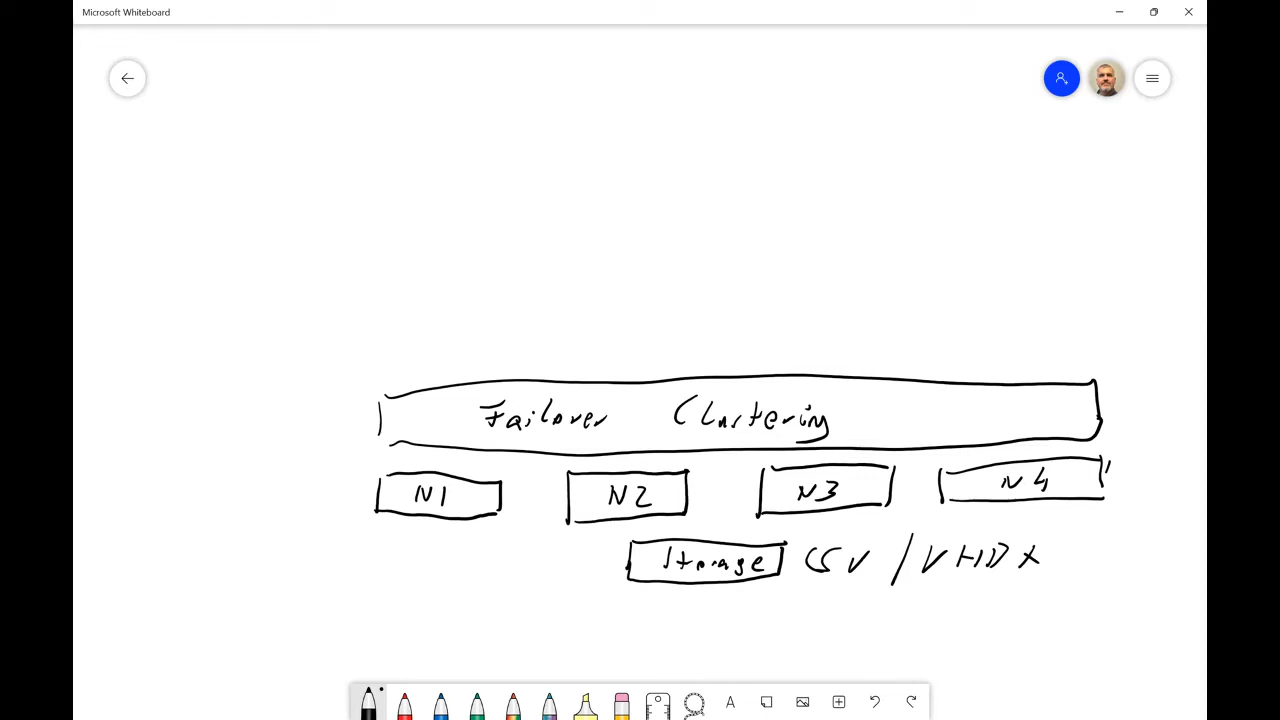 Microsoft Whiteboard
Failover Clustering
N1 N2 N3 N4
Storage CSV / VHDX
A